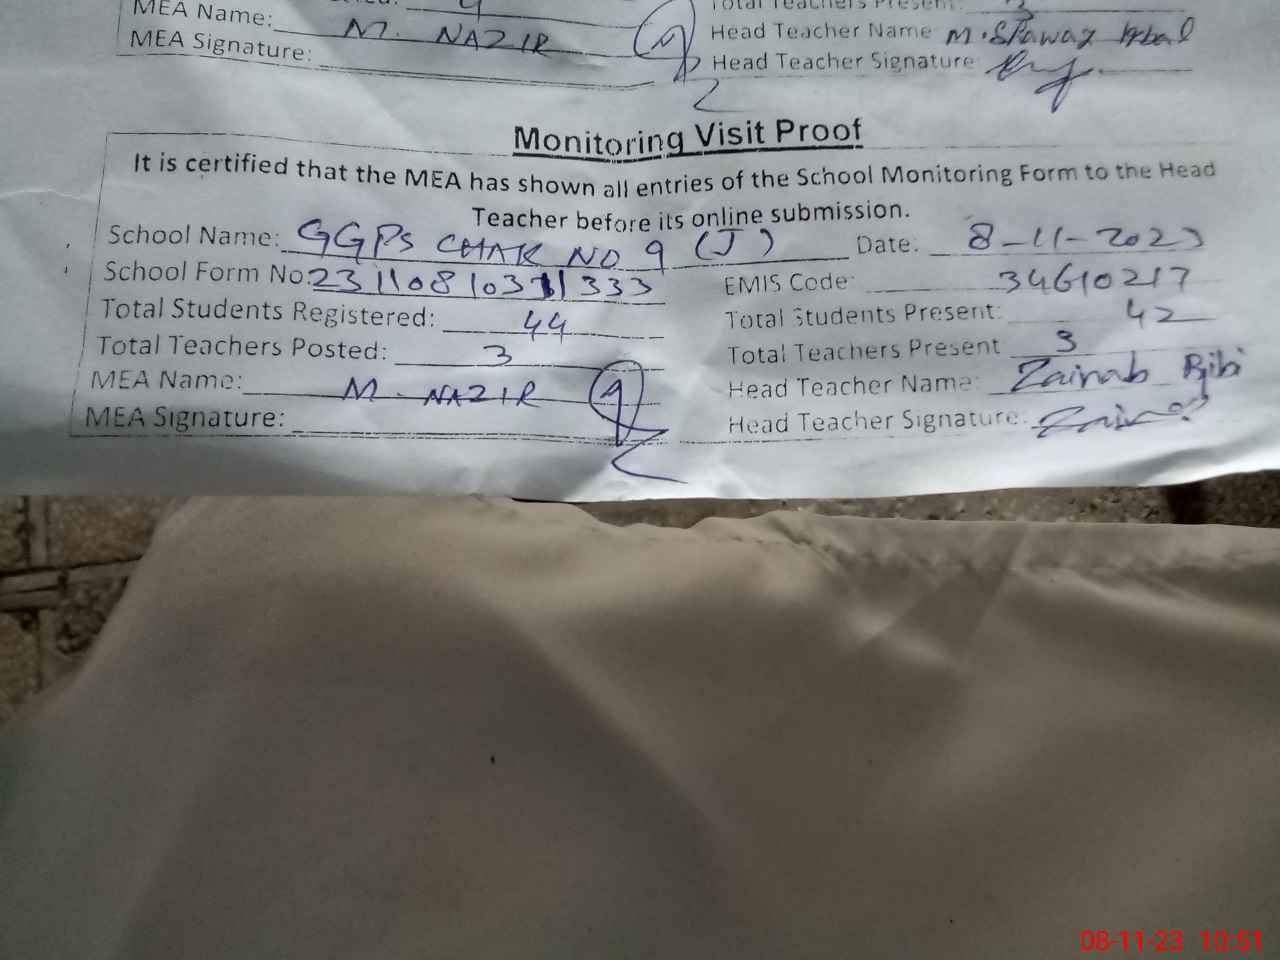 MEA Name: M. NAZIR
Total Teachers Present:
MEA Signature:
Head Teacher Name M.
Head Teacher Signature:
Monitoring Visit Proof
It is certified that the MEA has shown all entries of the School Monitoring Form to the Head
Teacher before its online submission.
School Name: GGPS CHAK NO 9 (J) Date: 8-11-2023
School Form No: EMIS Code: 34610217
Total Students Registered: 44 Total Students Present: 42
Total Teachers Posted: 3 Total Teachers Present 3
MEA Name: M. NAZIR Head Teacher Name: Zainab Bibi
MEA Signature: Head Teacher Signature:
08-11-23 10:51